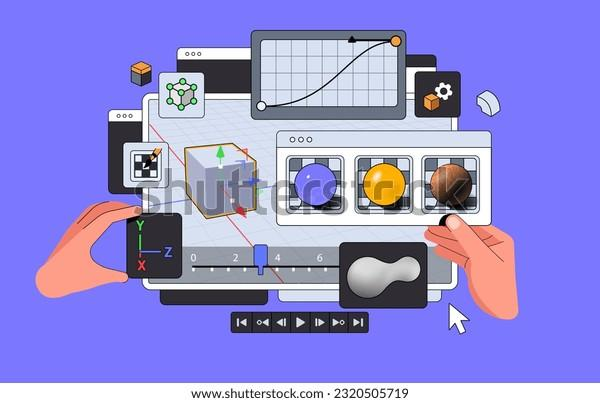 Y
Z
X
0 2 4 6
shutterstock
shutterstock.com · 2320505719